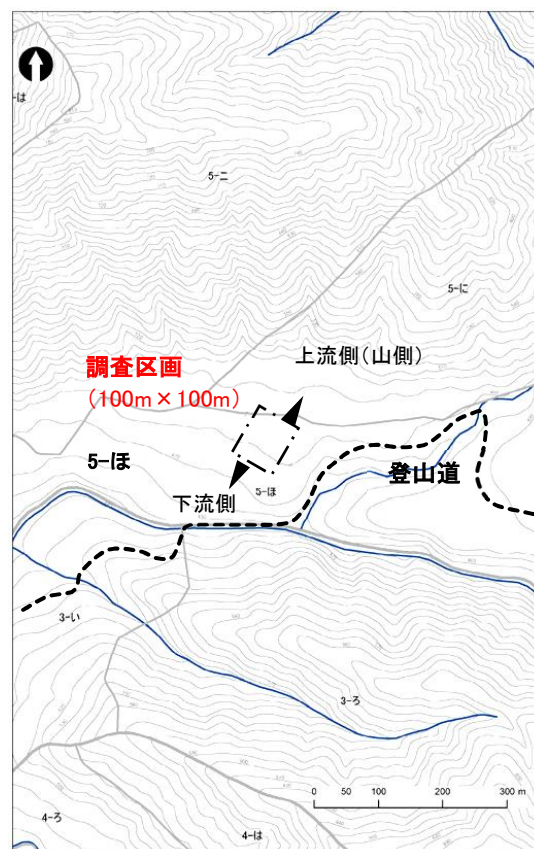 -は
5-ニ
5-に
上流側(山側)
調査区画
(100m×100m)
5-ほ
登山道
5-ほ
下流側
3-い
3-ろ
0 50 100 200 300 m
4-ろ
4-は